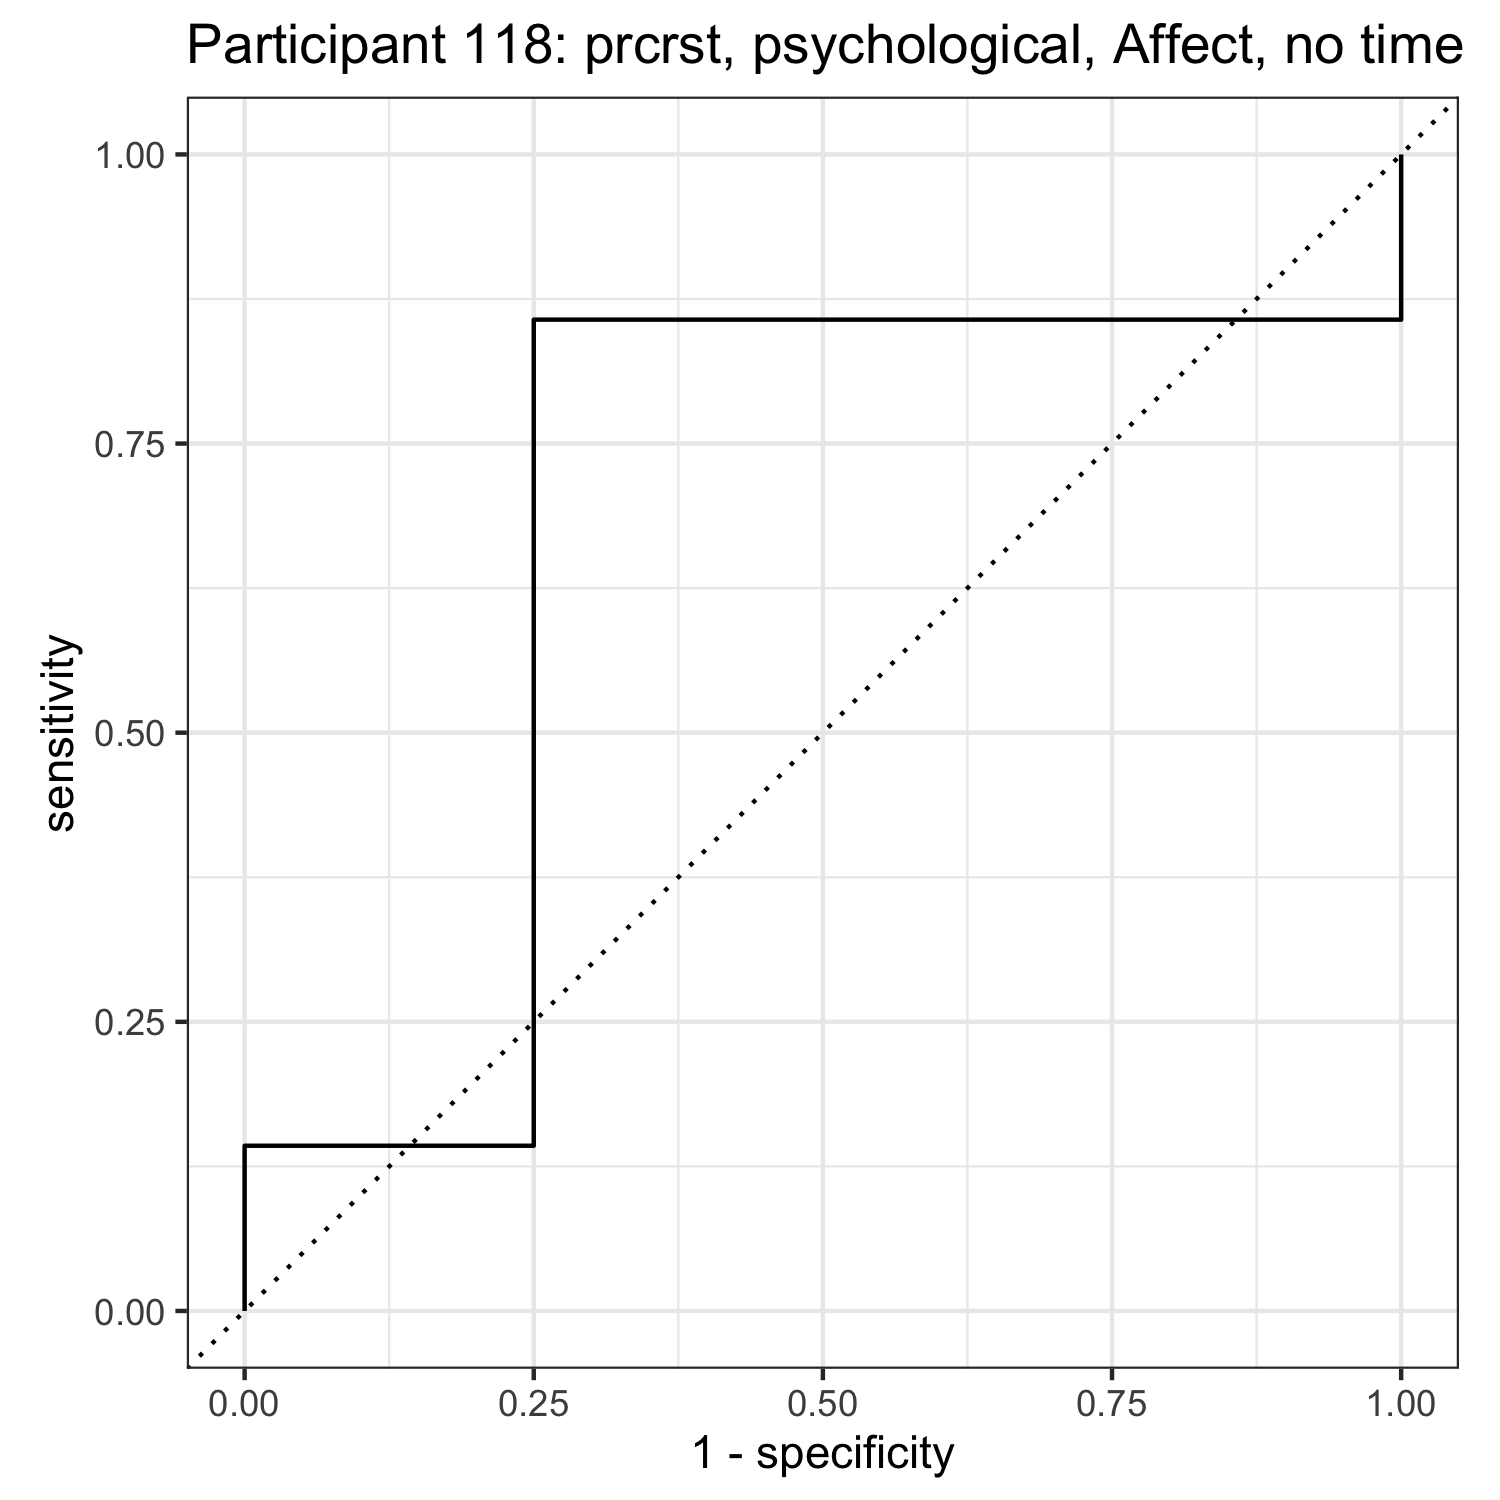 Participant 118: prcrst, psychological, Affect, no time
1.00
0.75
0.50
0.25
0.00
sensitivity
0.00 0.25 0.50 0.75 1.00
1 - specificity